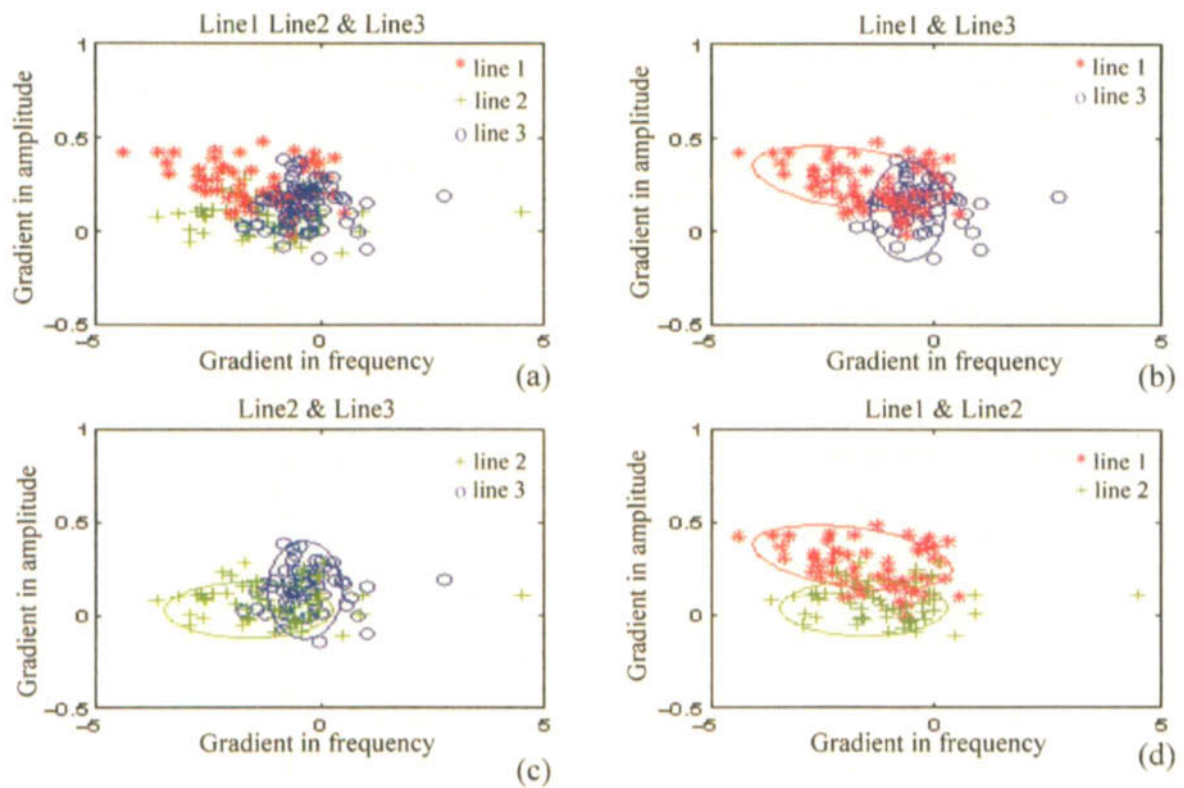 Line1 Line2 & Line3
Line1 & Line3
1
0.5
0
-0.5
-5
0
5
Gradient in amplitude
Gradient in frequency
line 1
line 2
line 3
(a)
1
0.5
0
-0.5
-5
0
5
Gradient in amplitude
Gradient in frequency
line 1
line 3
(b)
Line2 & Line3
Line1 & Line2
1
0.5
0
-0.5
-5
0
5
Gradient in amplitude
Gradient in frequency
line 2
line 3
(c)
1
0.5
0
-0.5
-5
0
5
Gradient in amplitude
Gradient in frequency
line 1
line 2
(d)